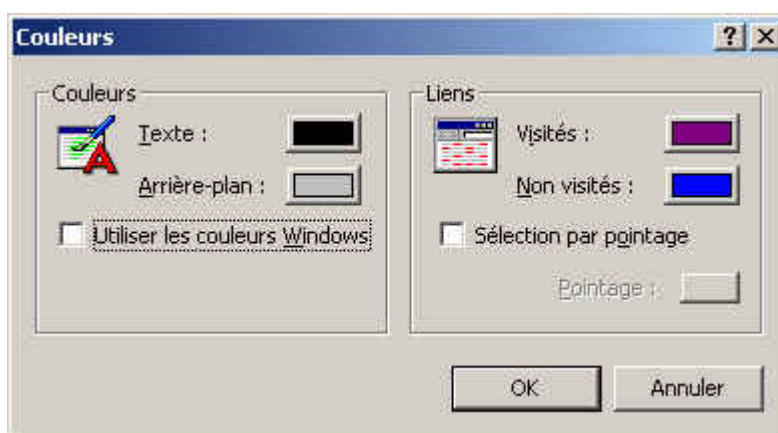 Couleurs
Couleurs
Texte :
Arrière-plan :
Utiliser les couleurs Windows
Liens
Visités :
Non visités :
Sélection par pointage
Pointage :
OK
Annuler